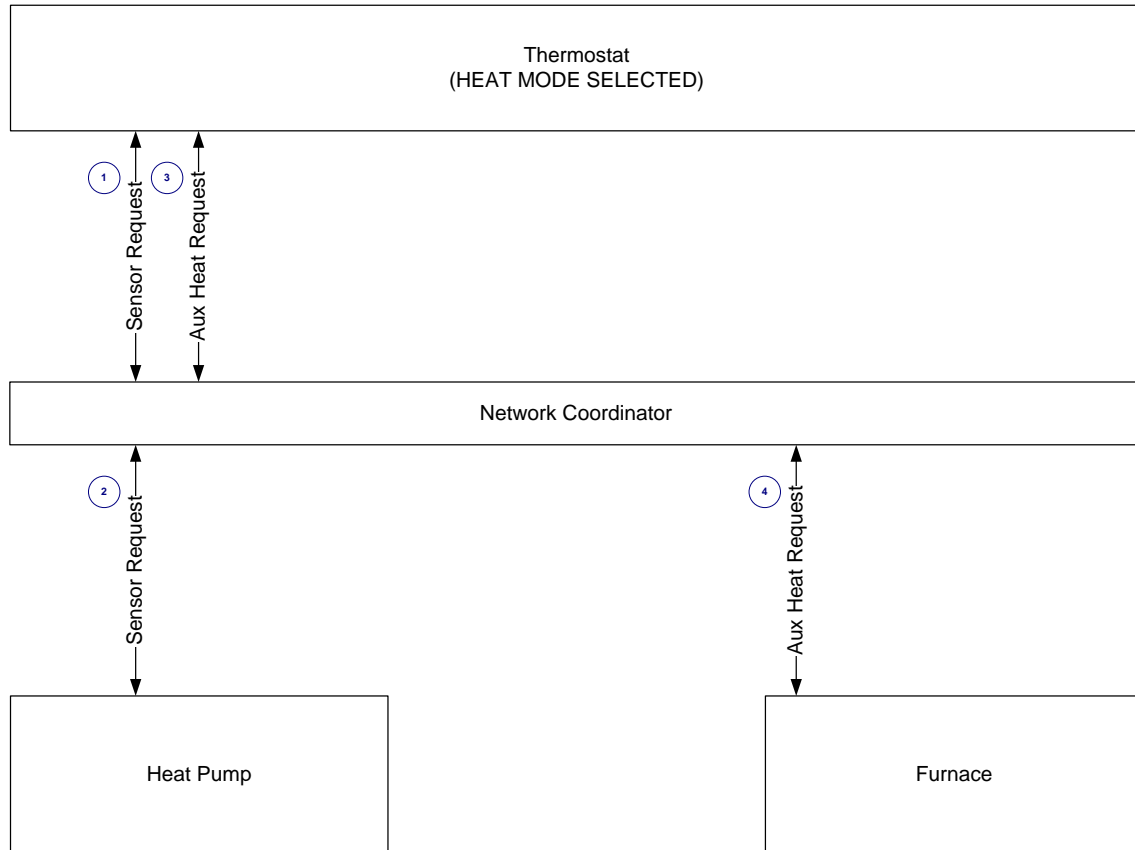 Thermostat
(HEAT MODE SELECTED)
1
Sensor Request
3
Aux Heat Request
Network Coordinator
2
Sensor Request
4
Aux Heat Request
Heat Pump
Furnace